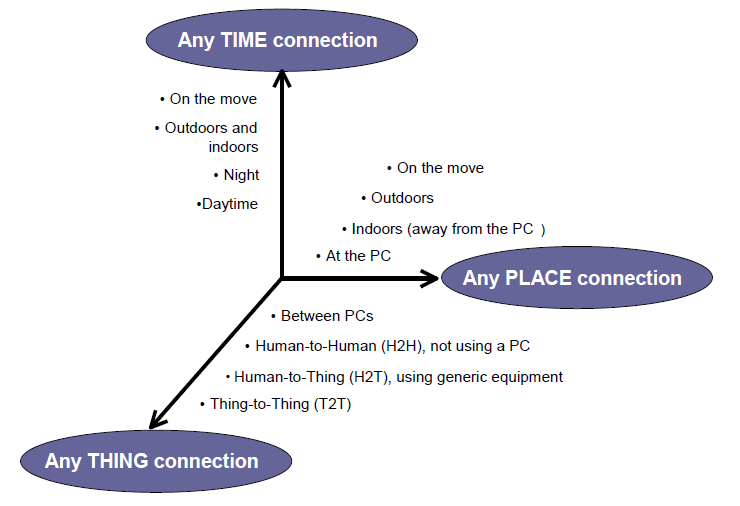 Any TIME connection
• On the move
• Outdoors and
indoors
• Night
•Daytime
• On the move
• Outdoors
• Indoors (away from the PC )
• At the PC
Any PLACE connection
• Between PCs
• Human-to-Human (H2H), not using a PC
• Human-to-Thing (H2T), using generic equipment
• Thing-to-Thing (T2T)
Any THING connection